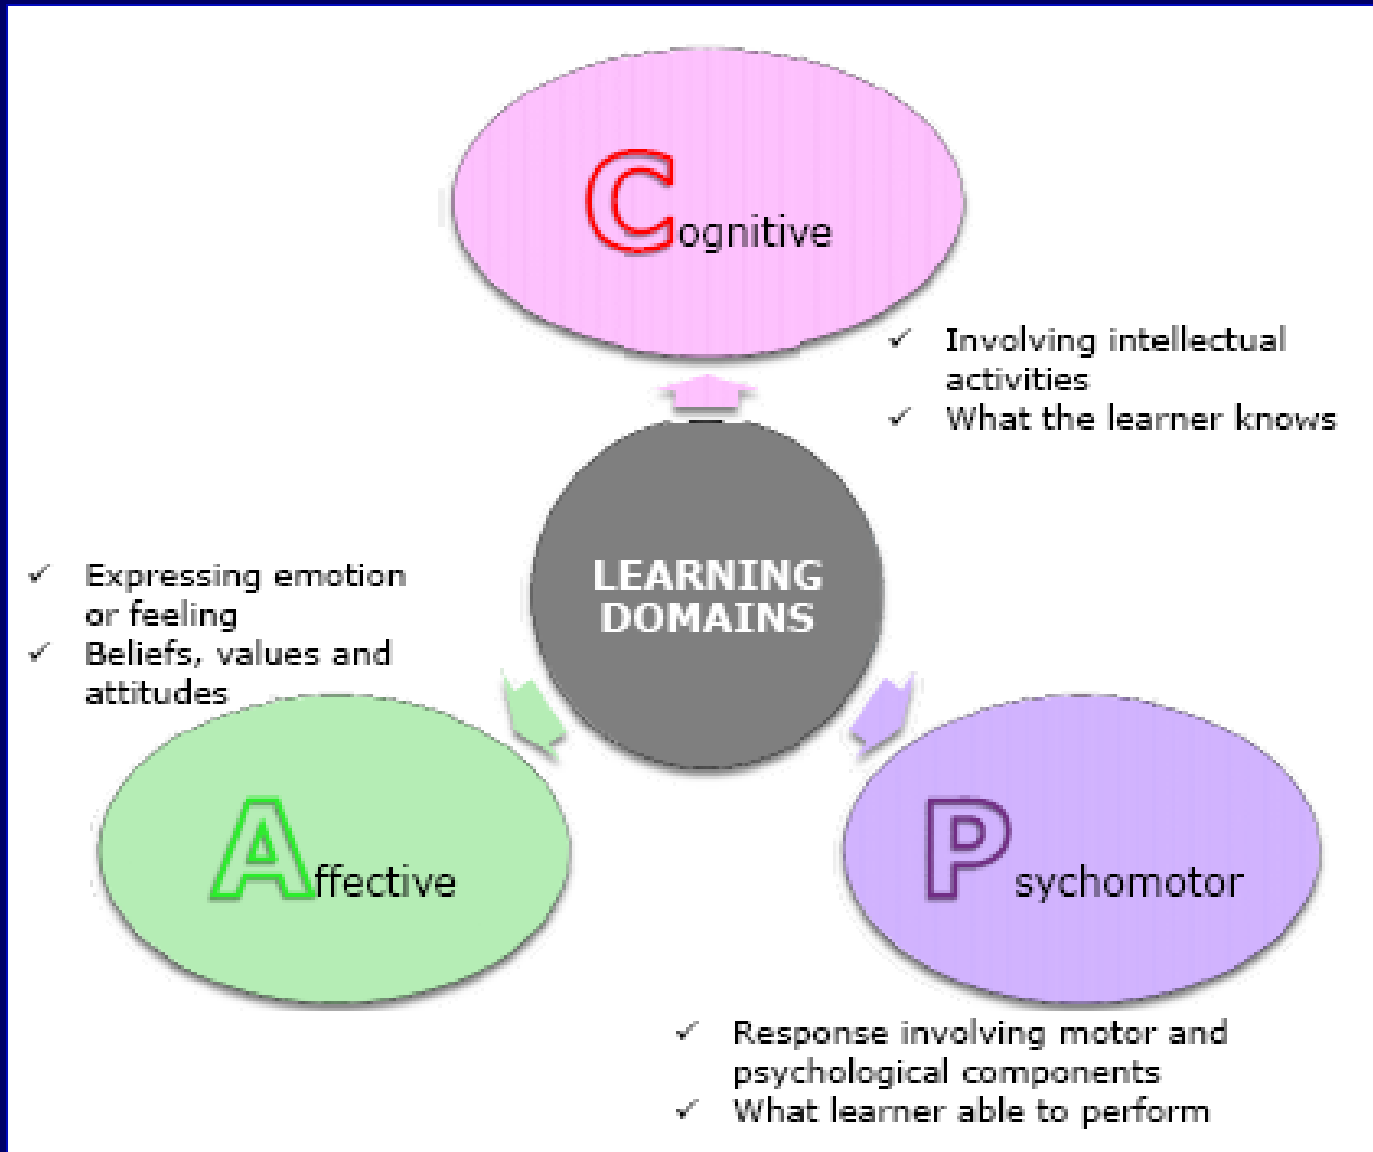 Cognitive
✓ Involving intellectual
activities
✓ What the learner knows
LEARNING
DOMAINS
✓ Expressing emotion
or feeling
✓ Beliefs, values and
attitudes
Affective
Psychomotor
✓ Response involving motor and
psychological components
✓ What learner able to perform